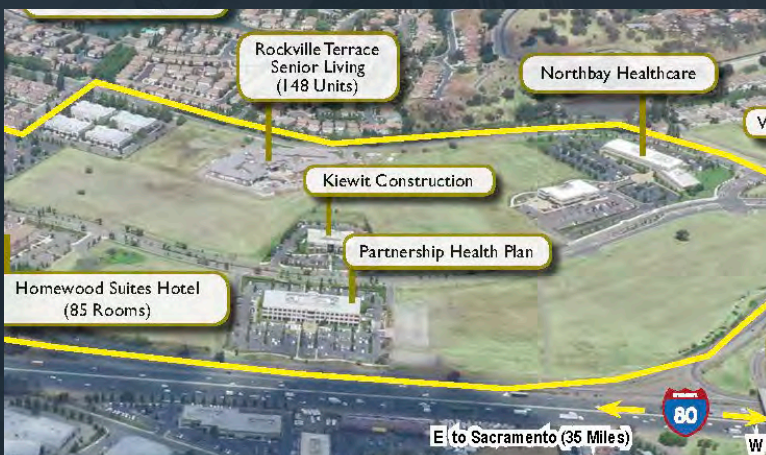 Rockville Terrace
Senior Living
(148 Units)
Northbay Healthcare
V
Kiewit Construction
Partnership Health Plan
Homewood Suites Hotel
(85 Rooms)
80
E to Sacramento (35 Miles)
W